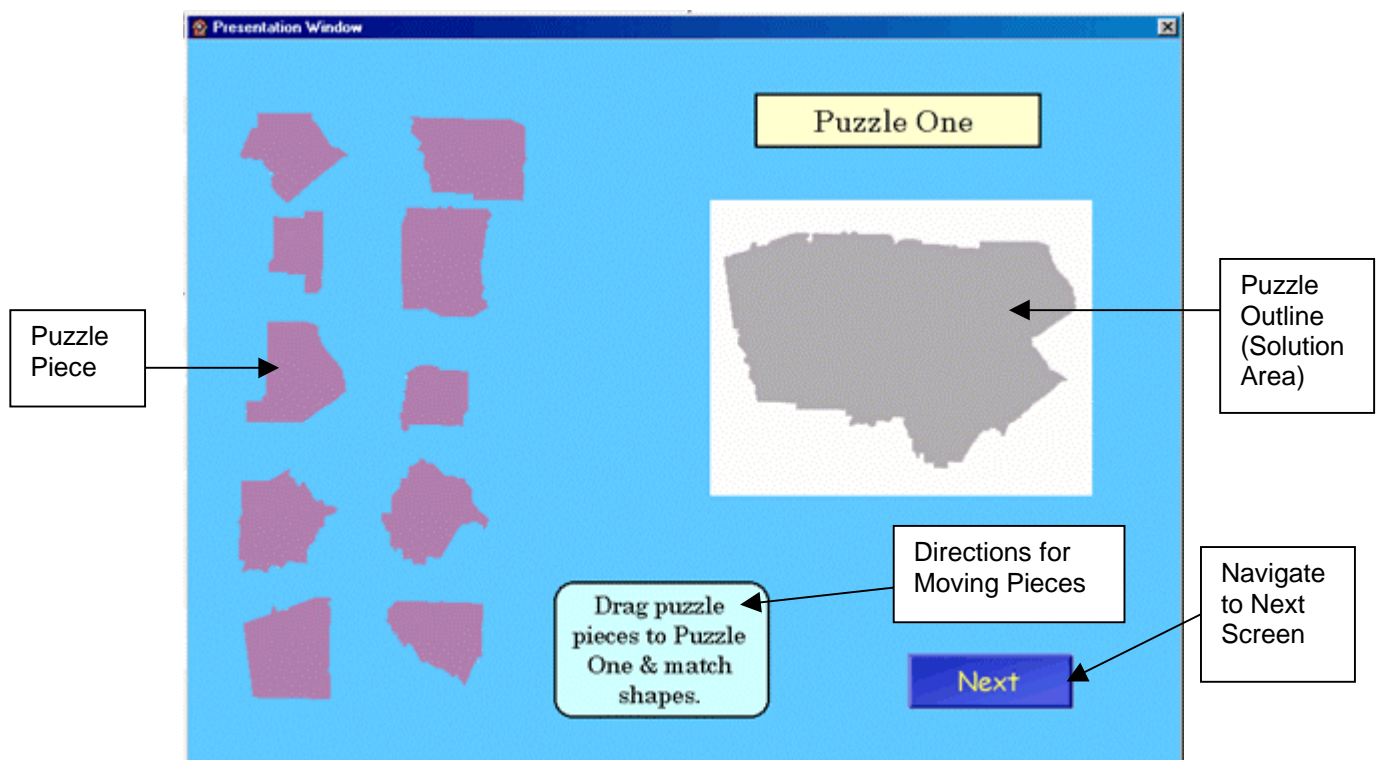 Presentation Window
Puzzle One
Puzzle
Piece
Puzzle
Outline
(Solution
Area)
Directions for
Moving Pieces
Navigate
to Next
Screen
Drag puzzle
pieces to Puzzle
One & match
shapes.
Next